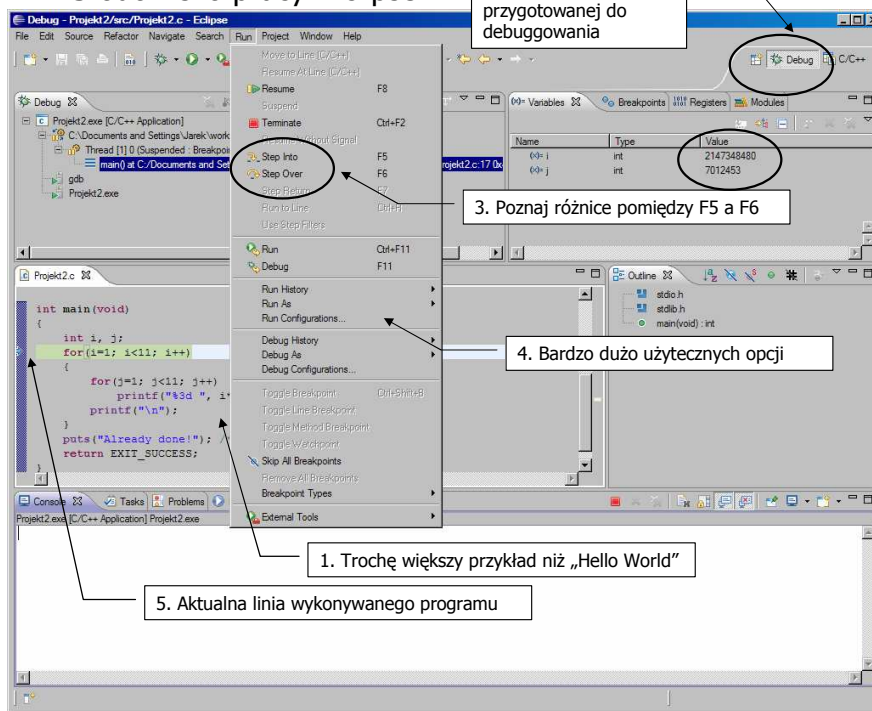 przygotowanej do
debuggowania
Debug - Projekt2/src/Projekt2.c - Eclipse
File Edit Source Refactor Navigate Search Run Project Window Help
Debug C/C++
Move to Line (C/C++)
Resume At Line (C/C++)
Resume F8
Suspend
Terminate Ctrl+F2
Resume Without Signal
Step Into F5
Step Over F6
Step Return F7
Run to Line Ctrl+R
Use Step Filters
Run Ctrl+F11
Debug F11
Run History
Run As
Run Configurations...
Debug History
Debug As
Debug Configurations...
Toggle Breakpoint Ctrl+Shift+B
Toggle Line Breakpoint
Toggle Method Breakpoint
Toggle Watchpoint
Skip All Breakpoints
Remove All Breakpoints
Breakpoint Types
External Tools
Debug
Projekt2.exe [C/C++ Application]
C:\Documents and Settings\Jarek\work
Thread [1] 0 (Suspended : Breakpoi
main() at C:/Documents and Set
rojekt2.c:17 0x
gdb
Projekt2.exe
Variables Breakpoints Registers Modules
Name Type Value
i int 2147348480
j int 7012453
3. Poznaj różnice pomiędzy F5 a F6
Projekt2.c
int main(void)
{
int i, j;
for(i=1; i<11; i++)
{
for(j=1; j<11; j++)
printf("%3d ", i*
printf("\n");
}
puts("Already done!"); /
return EXIT_SUCCESS;
}
Outline
stdio.h
stdlib.h
main(void) : int
4. Bardzo dużo użytecznych opcji
Console Tasks Problems
Projekt2.exe [C/C++ Application] Projekt2.exe
1. Trochę większy przykład niż „Hello World”
5. Aktualna linia wykonywanego programu